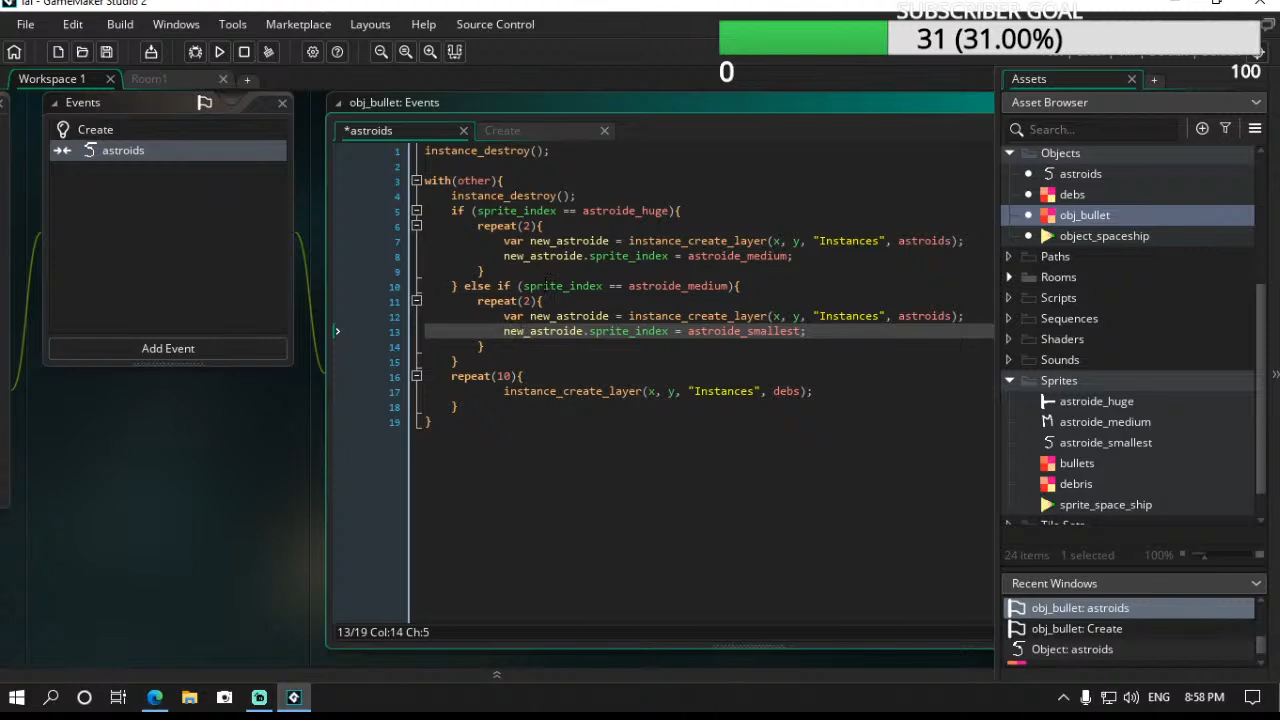 GameMaker Studio 2
SUBSCRIBER GOAL
31 (31.00%)
0
100
File Edit Build Windows Tools Marketplace Layouts Help Source Control
Workspace 1
Room1
Events
Create
astroids
Add Event
obj_bullet: Events
*astroids
Create
1 instance_destroy();
2
3 with(other){
4 instance_destroy();
5 if (sprite_index == astroide_huge){
6 repeat(2){
7 var new_astroide = instance_create_layer(x, y, "Instances", astroids);
8 new_astroide.sprite_index = astroide_medium;
9 }
10 } else if (sprite_index == astroide_medium){
11 repeat(2){
12 var new_astroide = instance_create_layer(x, y, "Instances", astroids);
13 new_astroide.sprite_index = astroide_smallest;
14 }
15 }
16 repeat(10){
17 instance_create_layer(x, y, "Instances", debs);
18 }
19 }
13/19 Col:14 Ch:5
Assets
Asset Browser
Search...
Objects
astroids
debs
obj_bullet
object_spaceship
Paths
Rooms
Scripts
Sequences
Shaders
Sounds
Sprites
astroide_huge
astroide_medium
astroide_smallest
bullets
debris
sprite_space_ship
24 items 1 selected 100%
Recent Windows
obj_bullet: astroids
obj_bullet: Create
Object: astroids
ENG
8:58 PM